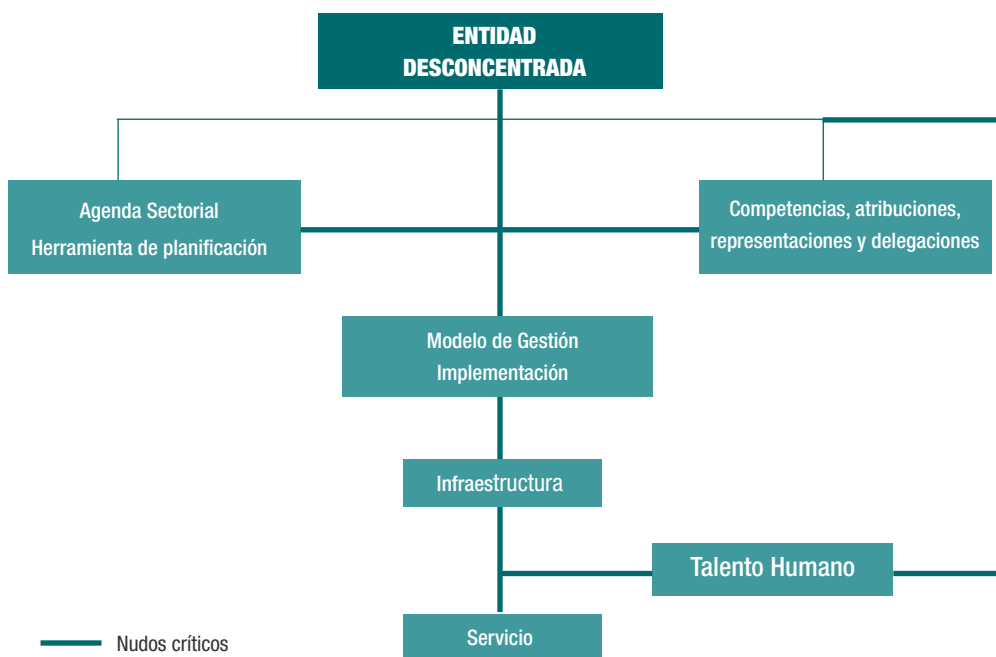 ENTIDAD
DESCONCENTRADA
Agenda Sectorial
Herramienta de planificación
Competencias, atribuciones,
representaciones y delegaciones
Modelo de Gestión
Implementación
Infraestructura
Talento Humano
Servicio
Nudos críticos